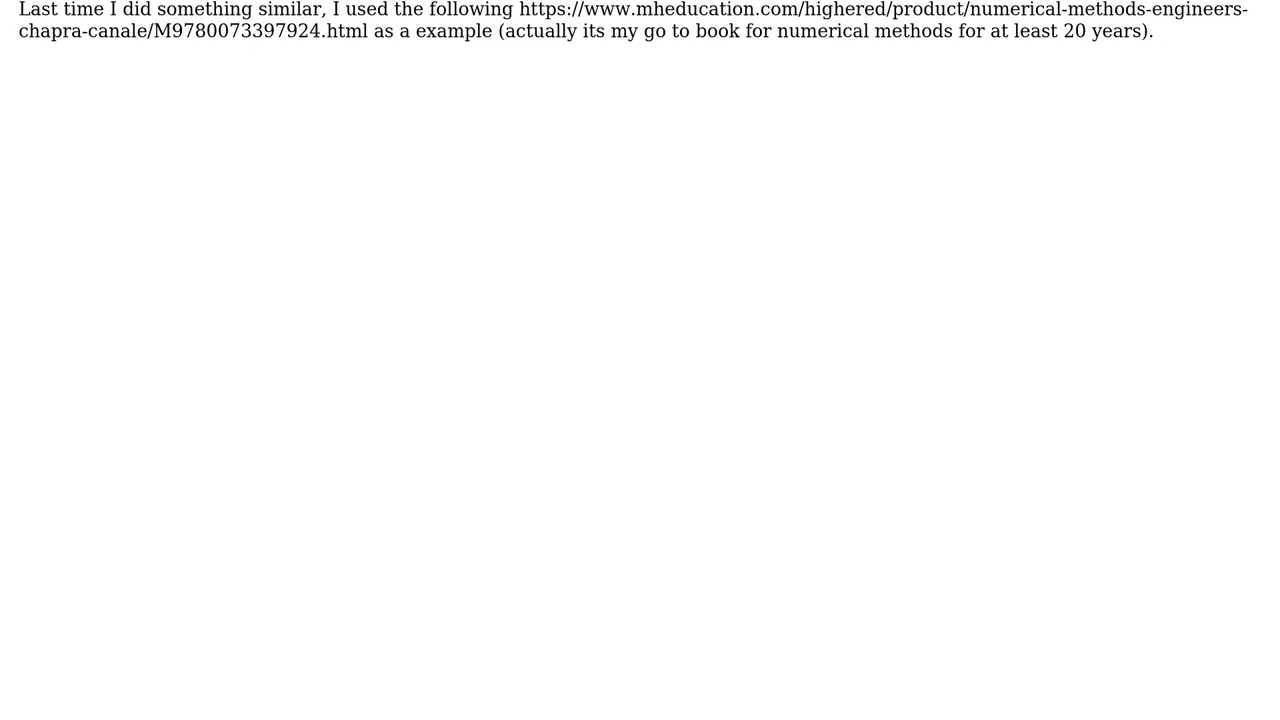 Last time I did something similar, I used the following https://www.mheducation.com/highered/product/numerical-methods-engineers-
chapra-canale/M9780073397924.html as a example (actually its my go to book for numerical methods for at least 20 years).